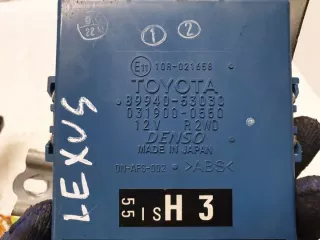 1 2
E11 10R-021658
TOYOTA
89940-53030
031900-0550
12V R 2WD
DENSO
MADE IN JAPAN
>ABS<
LEXUS
55 IS H 3